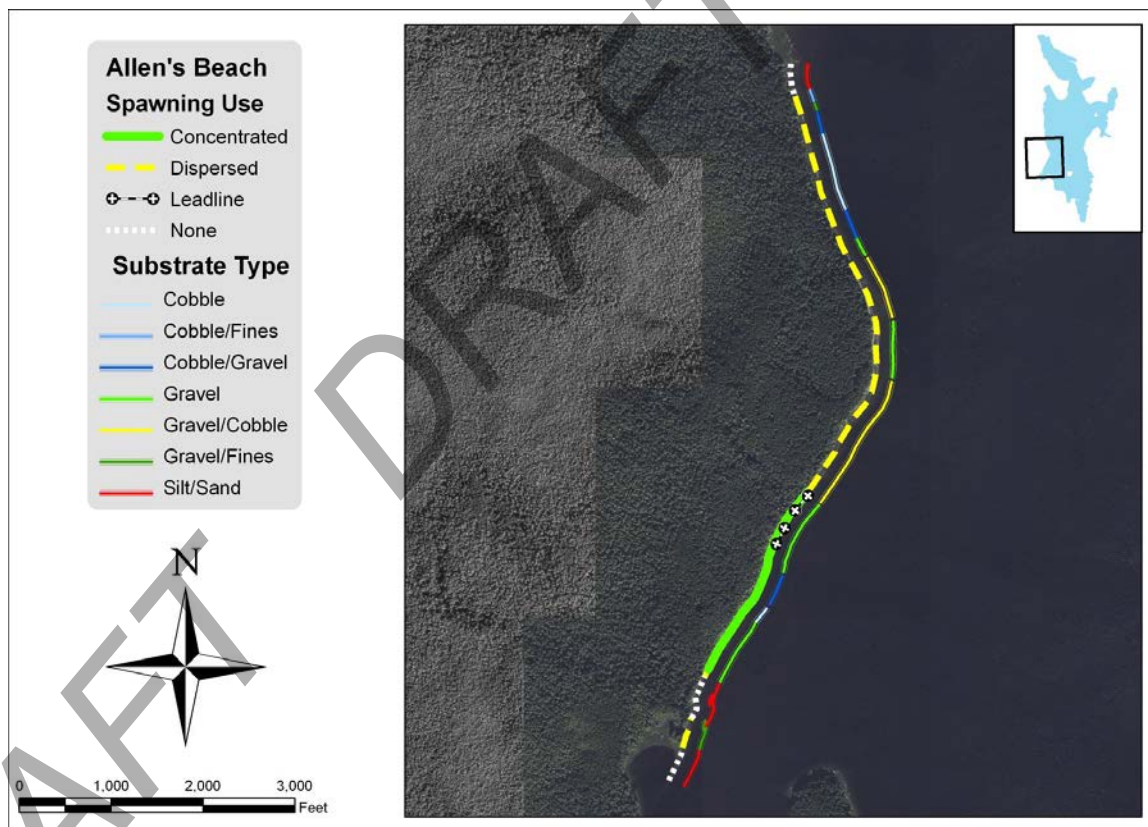 Allen's Beach
Spawning Use
Concentrated
Dispersed
Leadline
None
Substrate Type
Cobble
Cobble/Fines
Cobble/Gravel
Gravel
Gravel/Cobble
Gravel/Fines
Silt/Sand
N
0 1,000 2,000 3,000
Feet
DRAFT
AFT